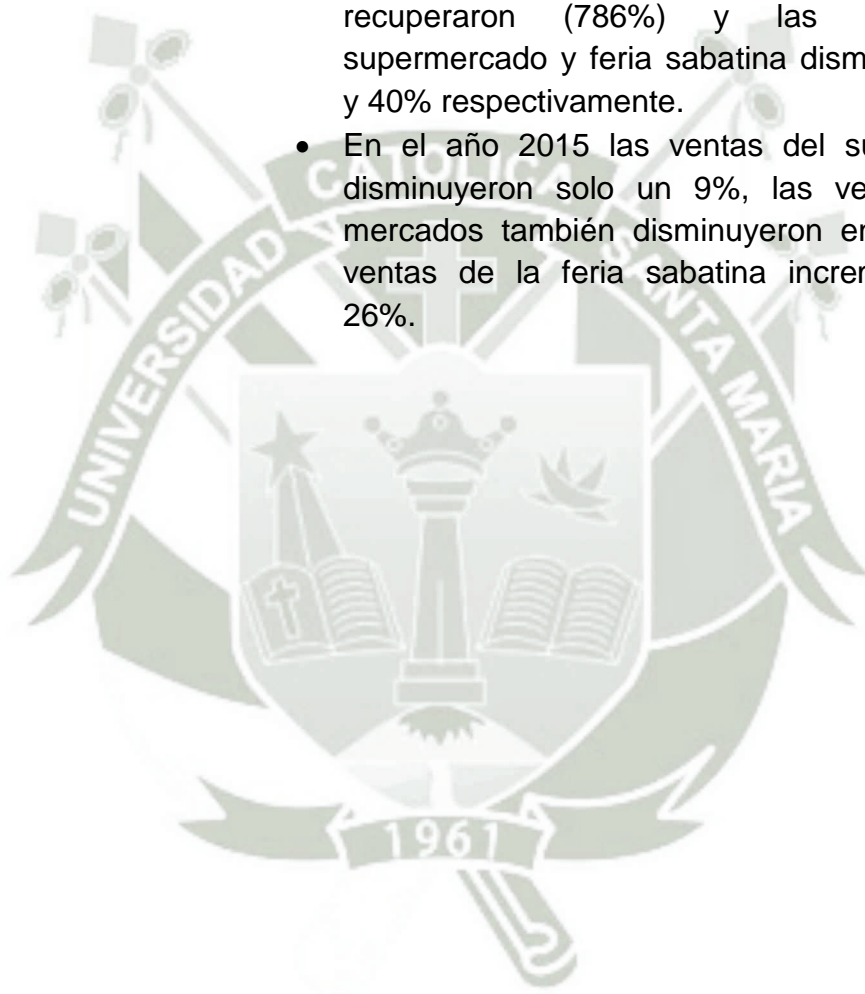 recuperaron (786%) y las
supermercado y feria sabatina dism
y 40% respectivamente.
• En el año 2015 las ventas del su
disminuyeron solo un 9%, las ve
mercados también disminuyeron en
ventas de la feria sabatina increm
26%.
UNIVERSIDAD CATOLICA SANTA MARIA
1961